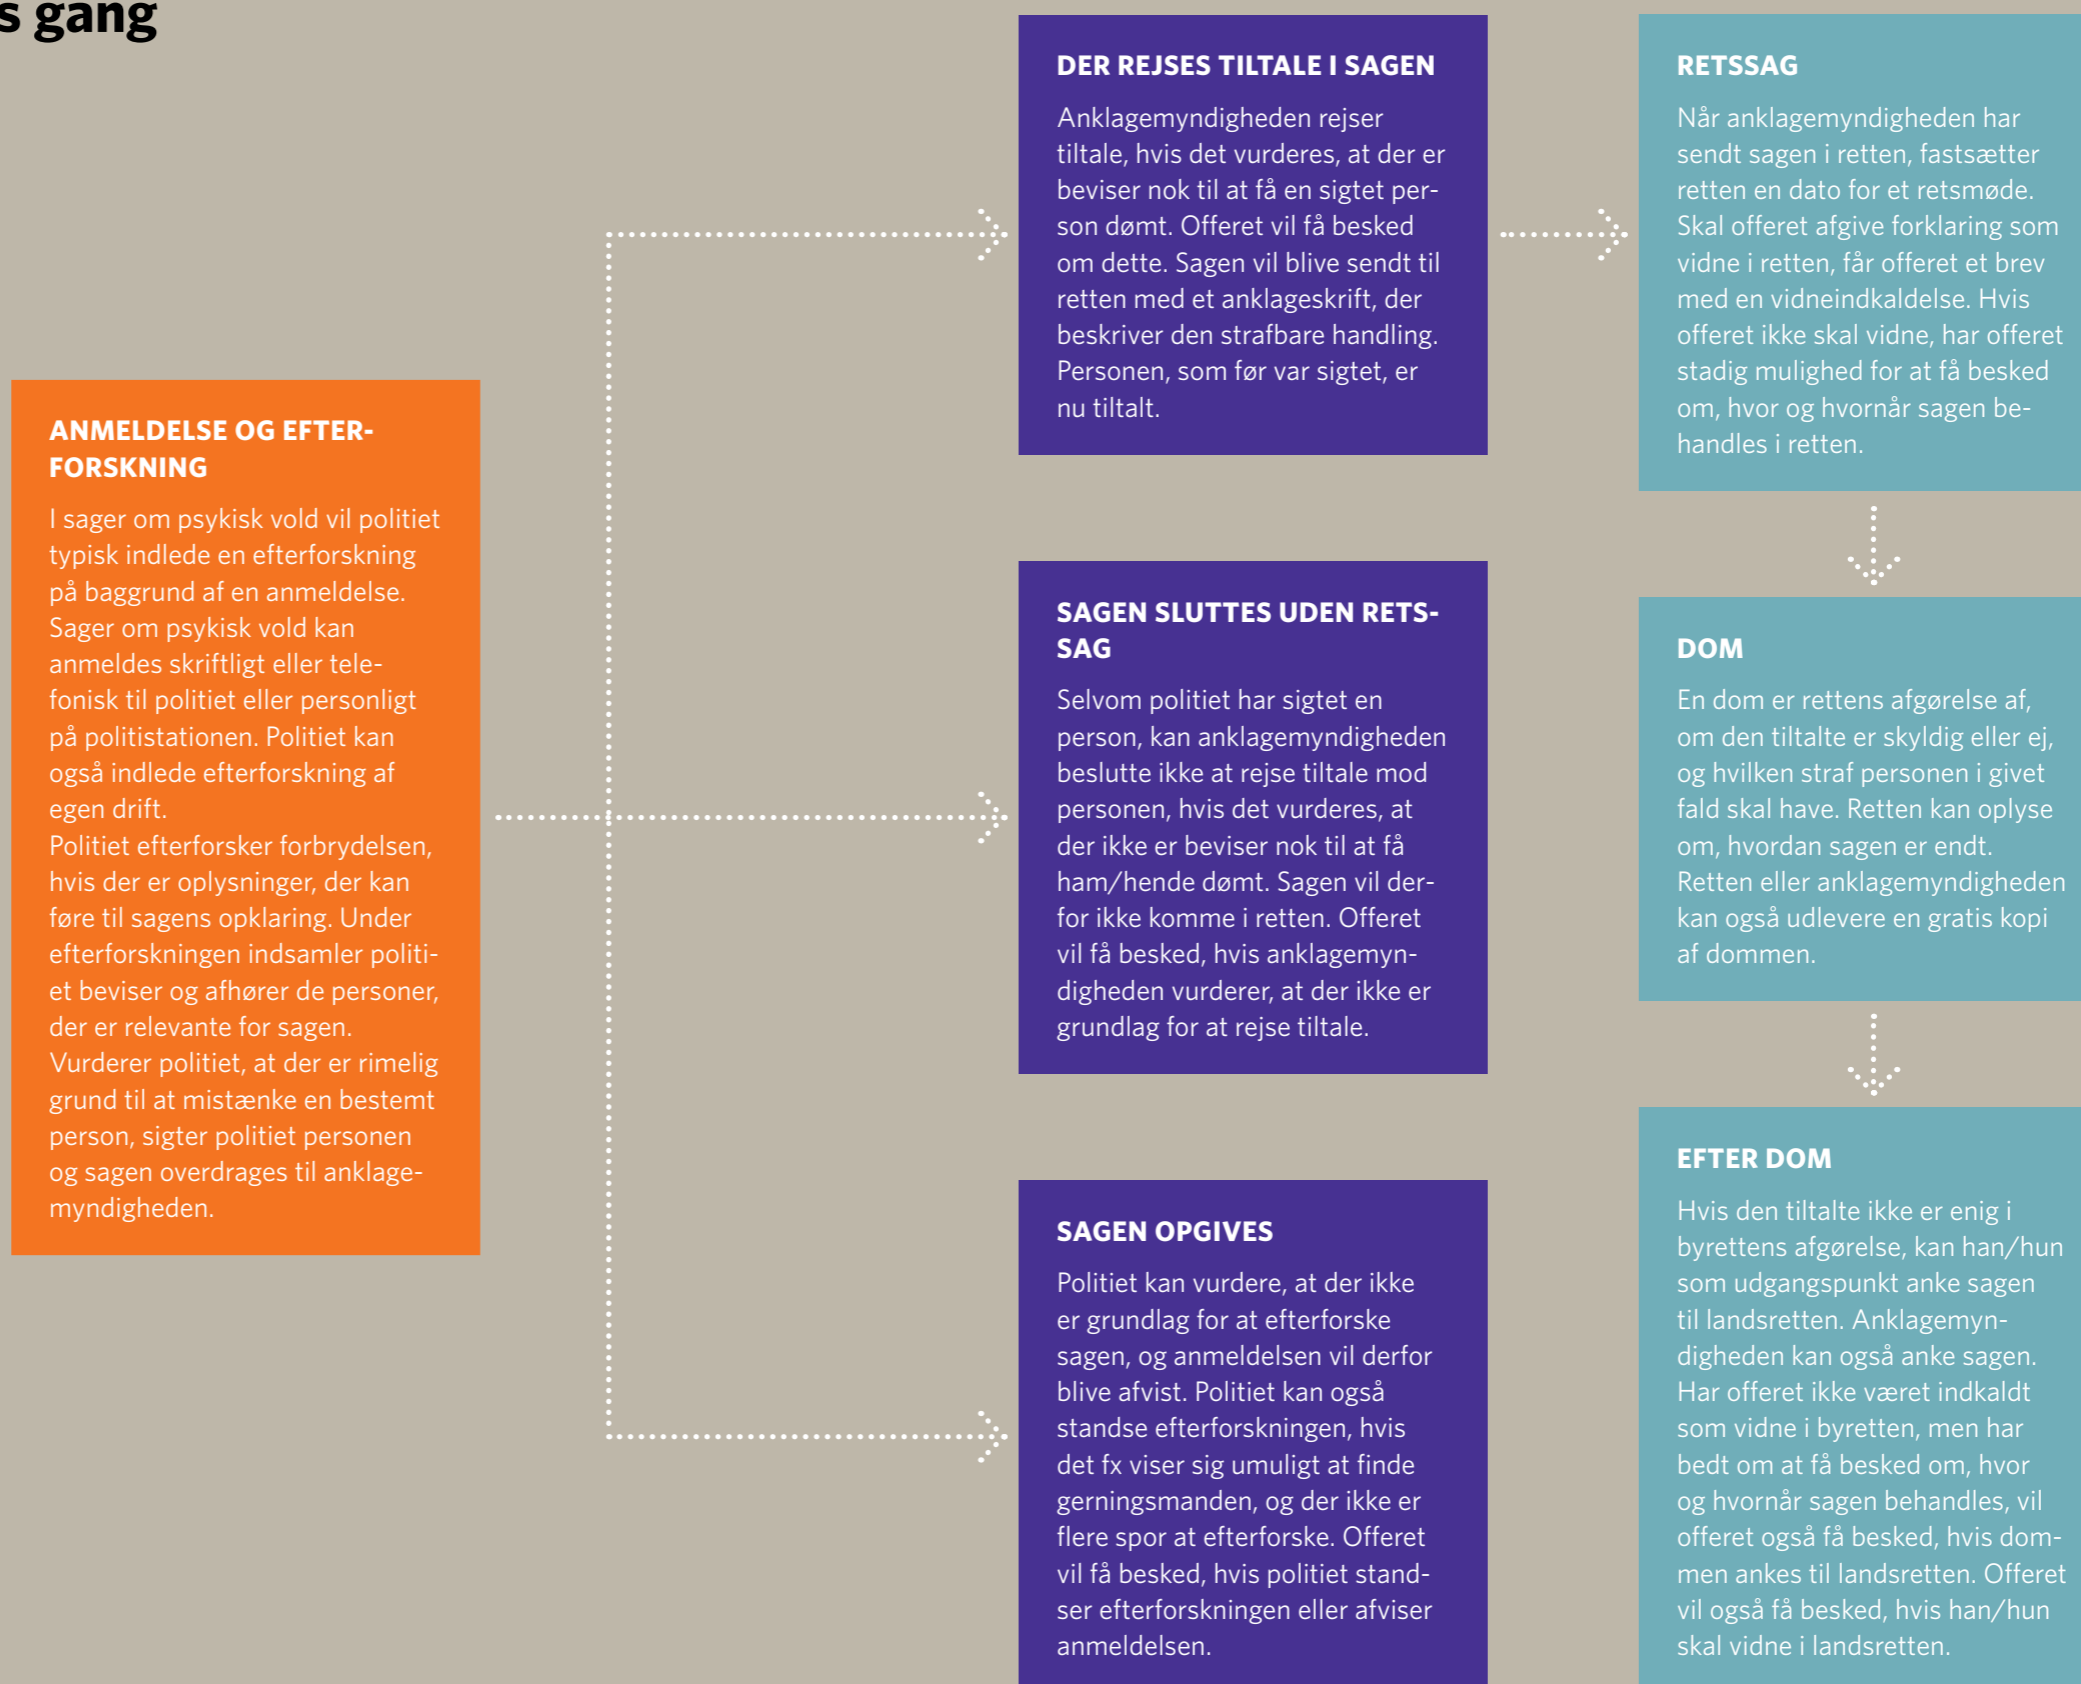 s gang
ANMELDELSE OG EFTER-
FORSKNING
I sager om psykisk vold vil politiet
typisk indlede en efterforskning
på baggrund af en anmeldelse.
Sager om psykisk vold kan
anmeldes skriftligt eller tele-
fonisk til politiet eller personligt
på politistationen. Politiet kan
også indlede efterforskning af
egen drift.
Politiet efterforsker forbrydelsen,
hvis der er oplysninger, der kan
føre til sagens opklaring. Under
efterforskningen indsamler politi-
et beviser og afhører de personer,
der er relevante for sagen.
Vurderer politiet, at der er rimelig
grund til at mistænke en bestemt
person, sigter politiet personen
og sagen overdrages til anklage-
myndigheden.
DER REJSES TILTALE I SAGEN
Anklagemyndigheden rejser
tiltale, hvis det vurderes, at der er
beviser nok til at få en sigtet per-
son dømt. Offeret vil få besked
om dette. Sagen vil blive sendt til
retten med et anklageskrift, der
beskriver den strafbare handling.
Personen, som før var sigtet, er
nu tiltalt.
SAGEN SLUTTES UDEN RETS-
SAG
Selvom politiet har sigtet en
person, kan anklagemyndigheden
beslutte ikke at rejse tiltale mod
personen, hvis det vurderes, at
der ikke er beviser nok til at få
ham/hende dømt. Sagen vil der-
for ikke komme i retten. Offeret
vil få besked, hvis anklagemyn-
digheden vurderer, at der ikke er
grundlag for at rejse tiltale.
SAGEN OPGIVES
Politiet kan vurdere, at der ikke
er grundlag for at efterforske
sagen, og anmeldelsen vil derfor
blive afvist. Politiet kan også
standse efterforskningen, hvis
det fx viser sig umuligt at finde
gerningsmanden, og der ikke er
flere spor at efterforske. Offeret
vil få besked, hvis politiet stand-
ser efterforskningen eller afviser
anmeldelsen.
RETSSAG
Når anklagemyndigheden har
sendt sagen i retten, fastsætter
retten en dato for et retsmøde.
Skal offeret afgive forklaring som
vidne i retten, får offeret et brev
med en vidneindkaldelse. Hvis
offeret ikke skal vidne, har offeret
stadig mulighed for at få besked
om, hvor og hvornår sagen be-
handles i retten.
DOM
En dom er rettens afgørelse af,
om den tiltalte er skyldig eller ej,
og hvilken straf personen i givet
fald skal have. Retten kan oplyse
om, hvordan sagen er endt.
Retten eller anklagemyndigheden
kan også udlevere en gratis kopi
af dommen.
EFTER DOM
Hvis den tiltalte ikke er enig i
byrettens afgørelse, kan han/hun
som udgangspunkt anke sagen
til landsretten. Anklagemyn-
digheden kan også anke sagen.
Har offeret ikke været indkaldt
som vidne i byretten, men har
bedt om at få besked om, hvor
og hvornår sagen behandles, vil
offeret også få besked, hvis dom-
men ankes til landsretten. Offeret
vil også få besked, hvis han/hun
skal vidne i landsretten.